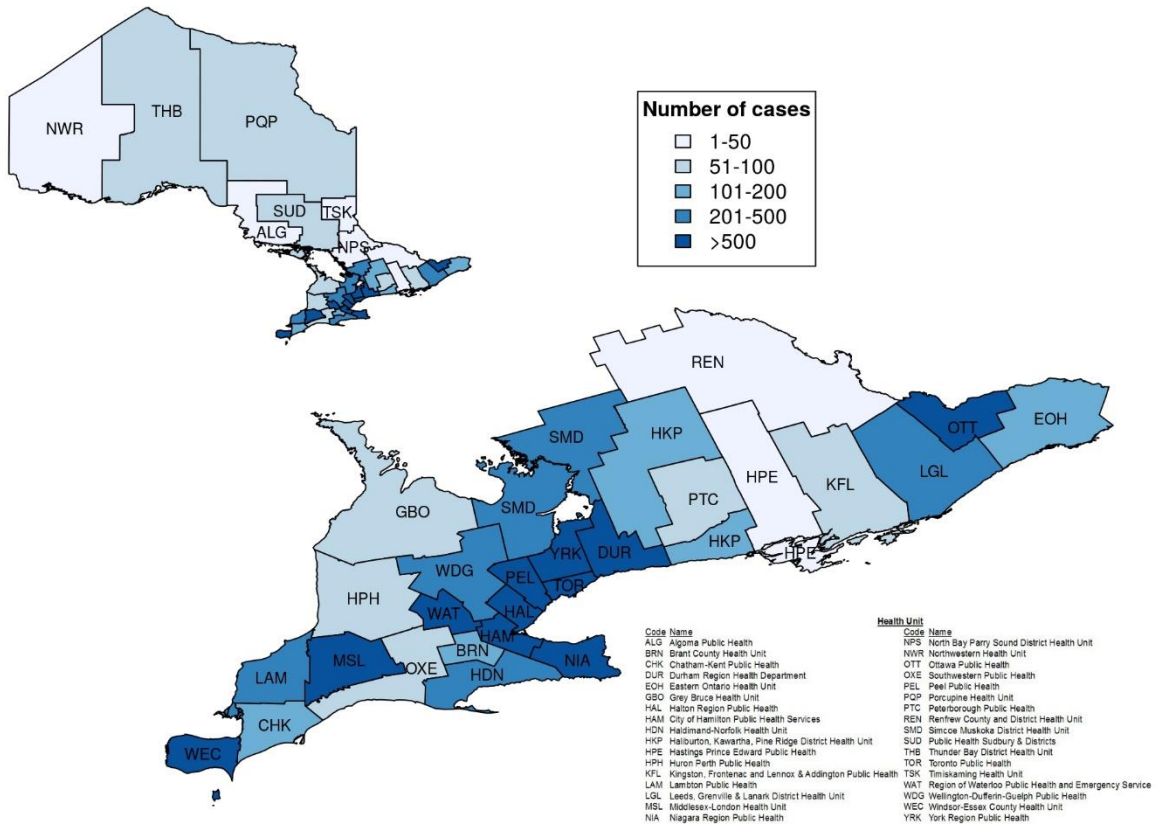 NWR
THB
PQP
SUD
TSK
ALG
NPS
Number of cases
1-50
51-100
101-200
201-500
>500
REN
SMD
HKP
OTT
EOH
HPE
LGL
KFL
PTC
GBO
SMD
YRK
DUR
HKP
HPE
WDG
PEL
TOR
HPH
WAT
HAL
HAM
BRN
MSL
OXE
NIA
LAM
HDN
CHK
WEC
Health Unit
Code Name
ALG Algoma Public Health
BRN Brant County Health Unit
CHK Chatham-Kent Public Health
DUR Durham Region Health Department
EOH Eastern Ontario Health Unit
GBO Grey Bruce Health Unit
HAL Halton Region Public Health
HAM City of Hamilton Public Health Services
HDN Haldimand-Norfolk Health Unit
HKP Haliburton, Kawartha, Pine Ridge District Health Unit
HPE Hastings Prince Edward Public Health
HPH Huron Perth Public Health
KFL Kingston, Frontenac and Lennox & Addington Public Health
LAM Lambton Public Health
LGL Leeds, Grenville & Lanark District Health Unit
MSL Middlesex-London Health Unit
NIA Niagara Region Public Health
Code Name
NPS North Bay Parry Sound District Health Unit
NWR Northwestern Health Unit
OTT Ottawa Public Health
OXE Southwestern Public Health
PEL Peel Public Health
PQP Porcupine Health Unit
PTC Peterborough Public Health
REN Renfrew County and District Health Unit
SMD Simcoe Muskoka District Health Unit
SUD Public Health Sudbury & Districts
THB Thunder Bay District Health Unit
TOR Toronto Public Health
TSK Timiskaming Health Unit
WAT Region of Waterloo Public Health and Emergency Service
WDG Wellington-Dufferin-Guelph Public Health
WEC Windsor-Essex County Health Unit
YRK York Region Public Health